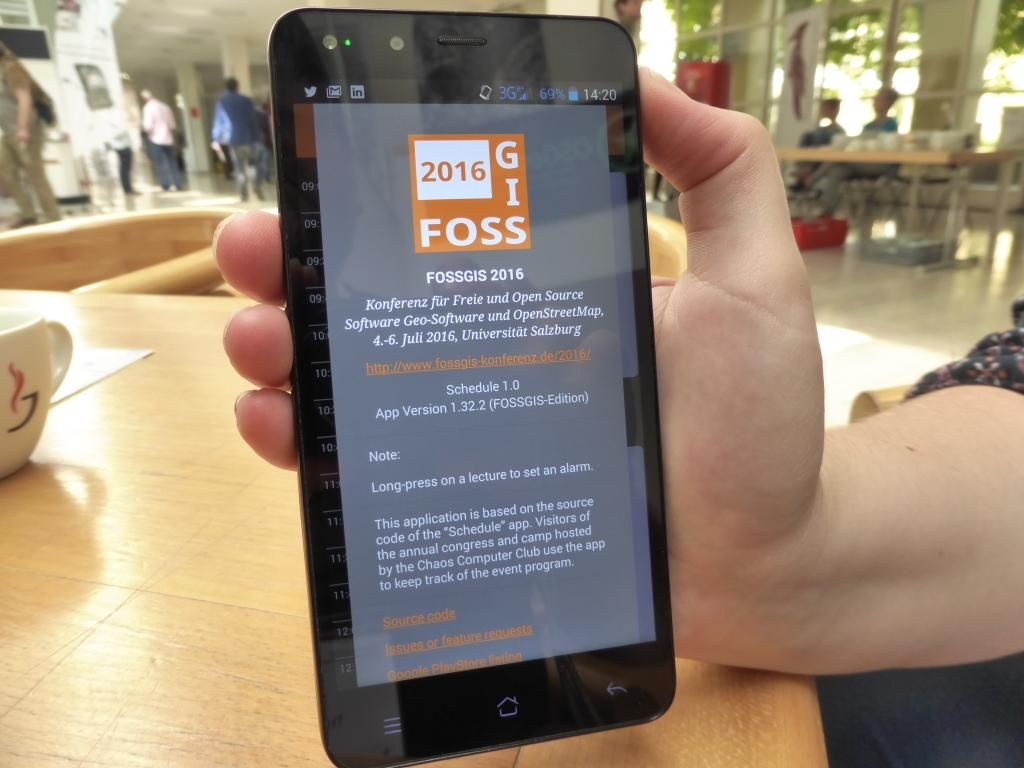 3G 69% 14:20
2016 G
I
FOSS
FOSSGIS 2016
Konferenz für Freie und Open Source
Software Geo-Software und OpenStreetMap,
4.-6. Juli 2016, Universität Salzburg
http://www.fossgis-konferenz.de/2016/
Schedule 1.0
App Version 1.32.2 (FOSSGIS-Edition)
Note:
Long-press on a lecture to set an alarm.
This application is based on the source
code of the "Schedule" app. Visitors of
the annual congress and camp hosted
by the Chaos Computer Club use the app
to keep track of the event program.
Source code
Issues or feature requests
Google PlayStore listing